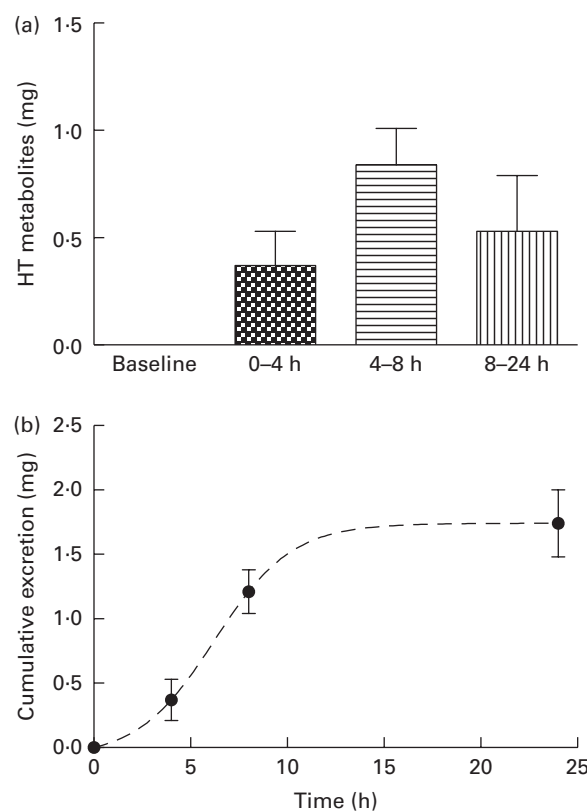 (a)
1·5
1·0
0·5
0·0
HT metabolites (mg)
Baseline 0–4 h 4–8 h 8–24 h
(b)
2·5
2·0
1·5
1·0
0·5
0·0
Cumulative excretion (mg)
0 5 10 15 20 25
Time (h)